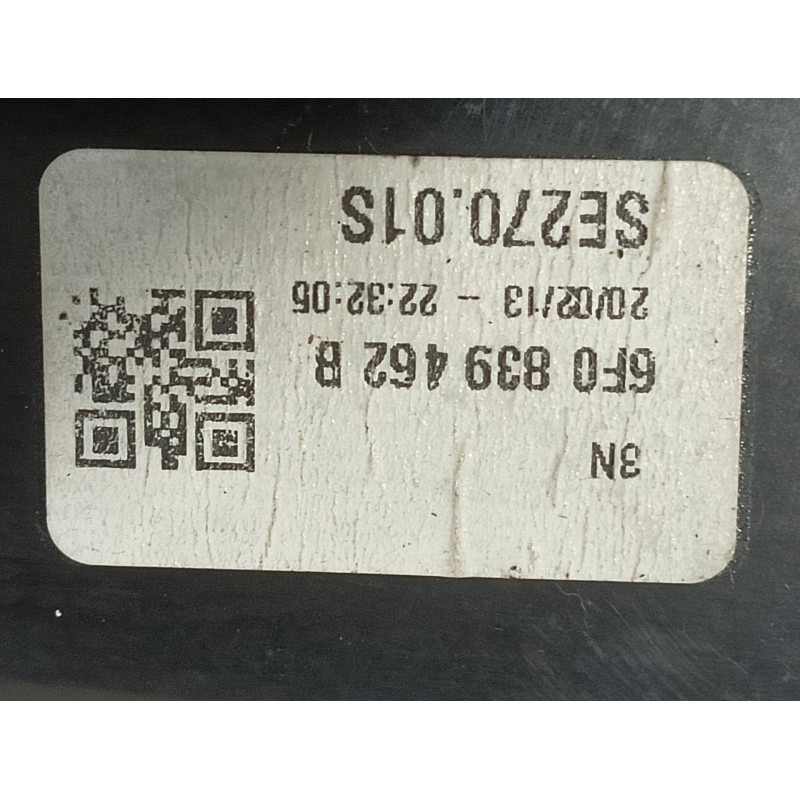 3N
6F0 839 462 B
20/02/13 - 22:32:05
SE270.01S